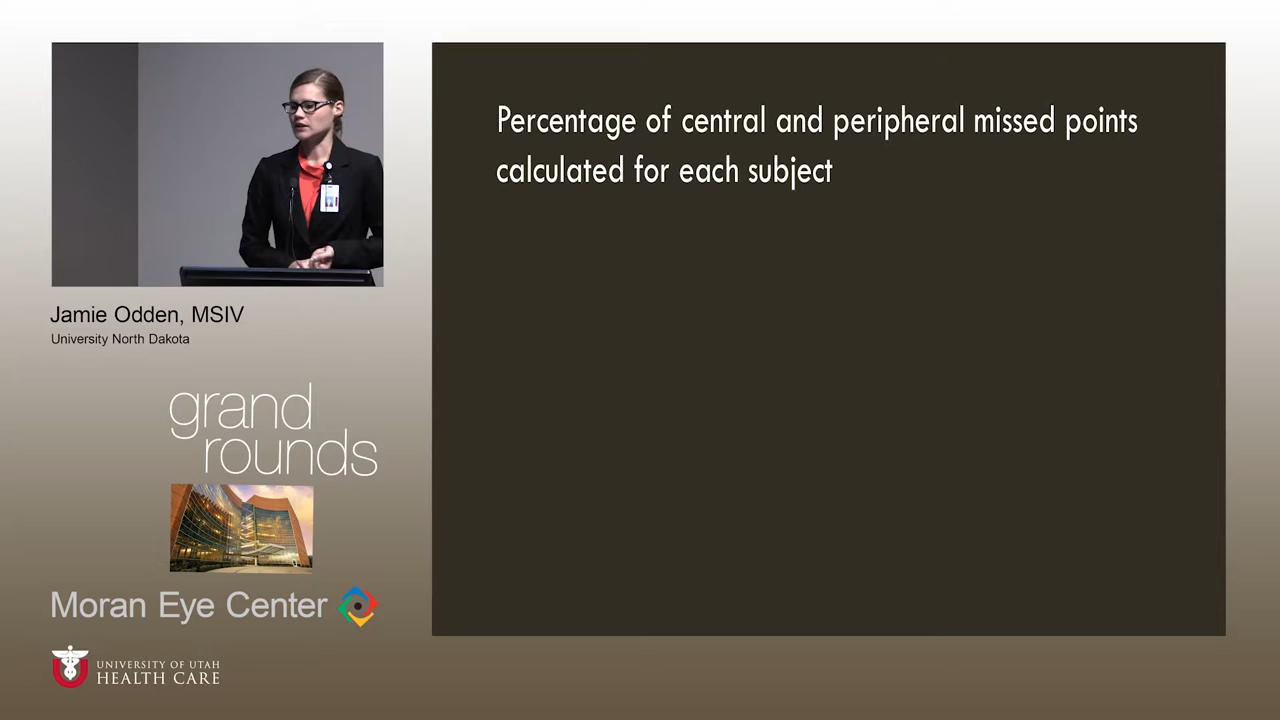 Percentage of central and peripheral missed points
calculated for each subject
Jamie Odden, MSIV
University North Dakota
grand
rounds
Moran Eye Center
UNIVERSITY OF UTAH
HEALTH CARE